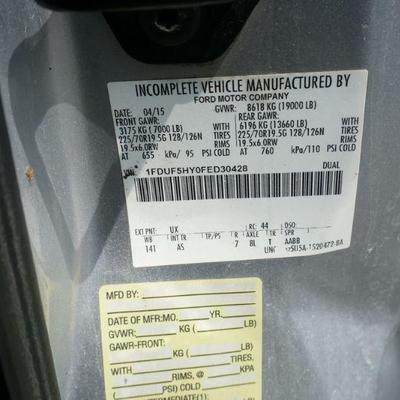 INCOMPLETE VEHICLE MANUFACTURED BY
FORD MOTOR COMPANY
DATE: 04/15 GVWR: 8618 KG (19000 LB)
FRONT GAWR: REAR GAWR:
3175 KG ( 7000 LB) WITH 6196 KG (13660 LB) WITH
225/70R19.5G 128/126N TIRES 225/70R19.5G 128/126N TIRES
19.5x6.0RW RIMS 19.5x6.0RW RIMS
AT 655 kPa/ 95 PSI COLD AT 760 kPa/110 PSI COLD
VIN: 1FDUF5HY0FED30428 DUAL
EXT PNT: UX RC: 44 DSO:
WB INT TR TP/PS R AXLE TR SPR
141 AS 7 8L T AABB
MFD BY:
DATE OF MFR:MO. YR.
GVWR: KG ( LB)
GAWR-FRONT:
KG ( LB)
WITH TIRES,
RIMS, @ KPA
( PSI) COLD